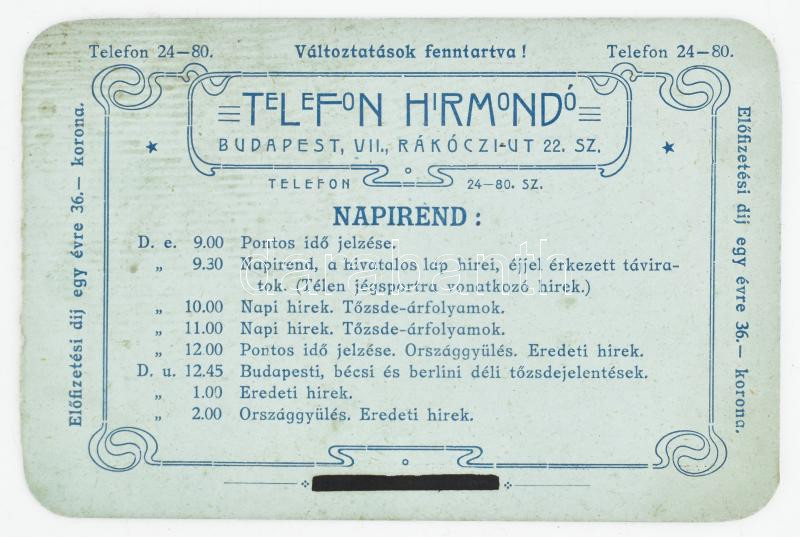 Telefon 24—80. Változtatások fenntartva! Telefon 24—80.
TELEFON HIRMONDÓ
BUDAPEST, VII., RÁKÓCZI-UT 22. SZ.
TELEFON 24—80. SZ.
Előfizetési dij egy évre 36.— korona.
NAPIREND:
D. e. 9.00 Pontos idő jelzése.
„ 9.30 Napirend, a hivatalos lap hirei, éjjel érkezett távira-
tok. (Télen jégsportra vonatkozó hirek.)
„ 10.00 Napi hirek. Tőzsde-árfolyamok.
„ 11.00 Napi hirek. Tőzsde-árfolyamok.
„ 12 00 Pontos idő jelzése. Országgyülés. Eredeti hirek.
D. u. 12.45 Budapesti, bécsi és berlini déli tőzsdejelentések.
„ 1.00 Eredeti hirek.
„ 2.00 Országgyülés. Eredeti hirek.
Előfizetési dij egy évre 36.— korona.
darabanth